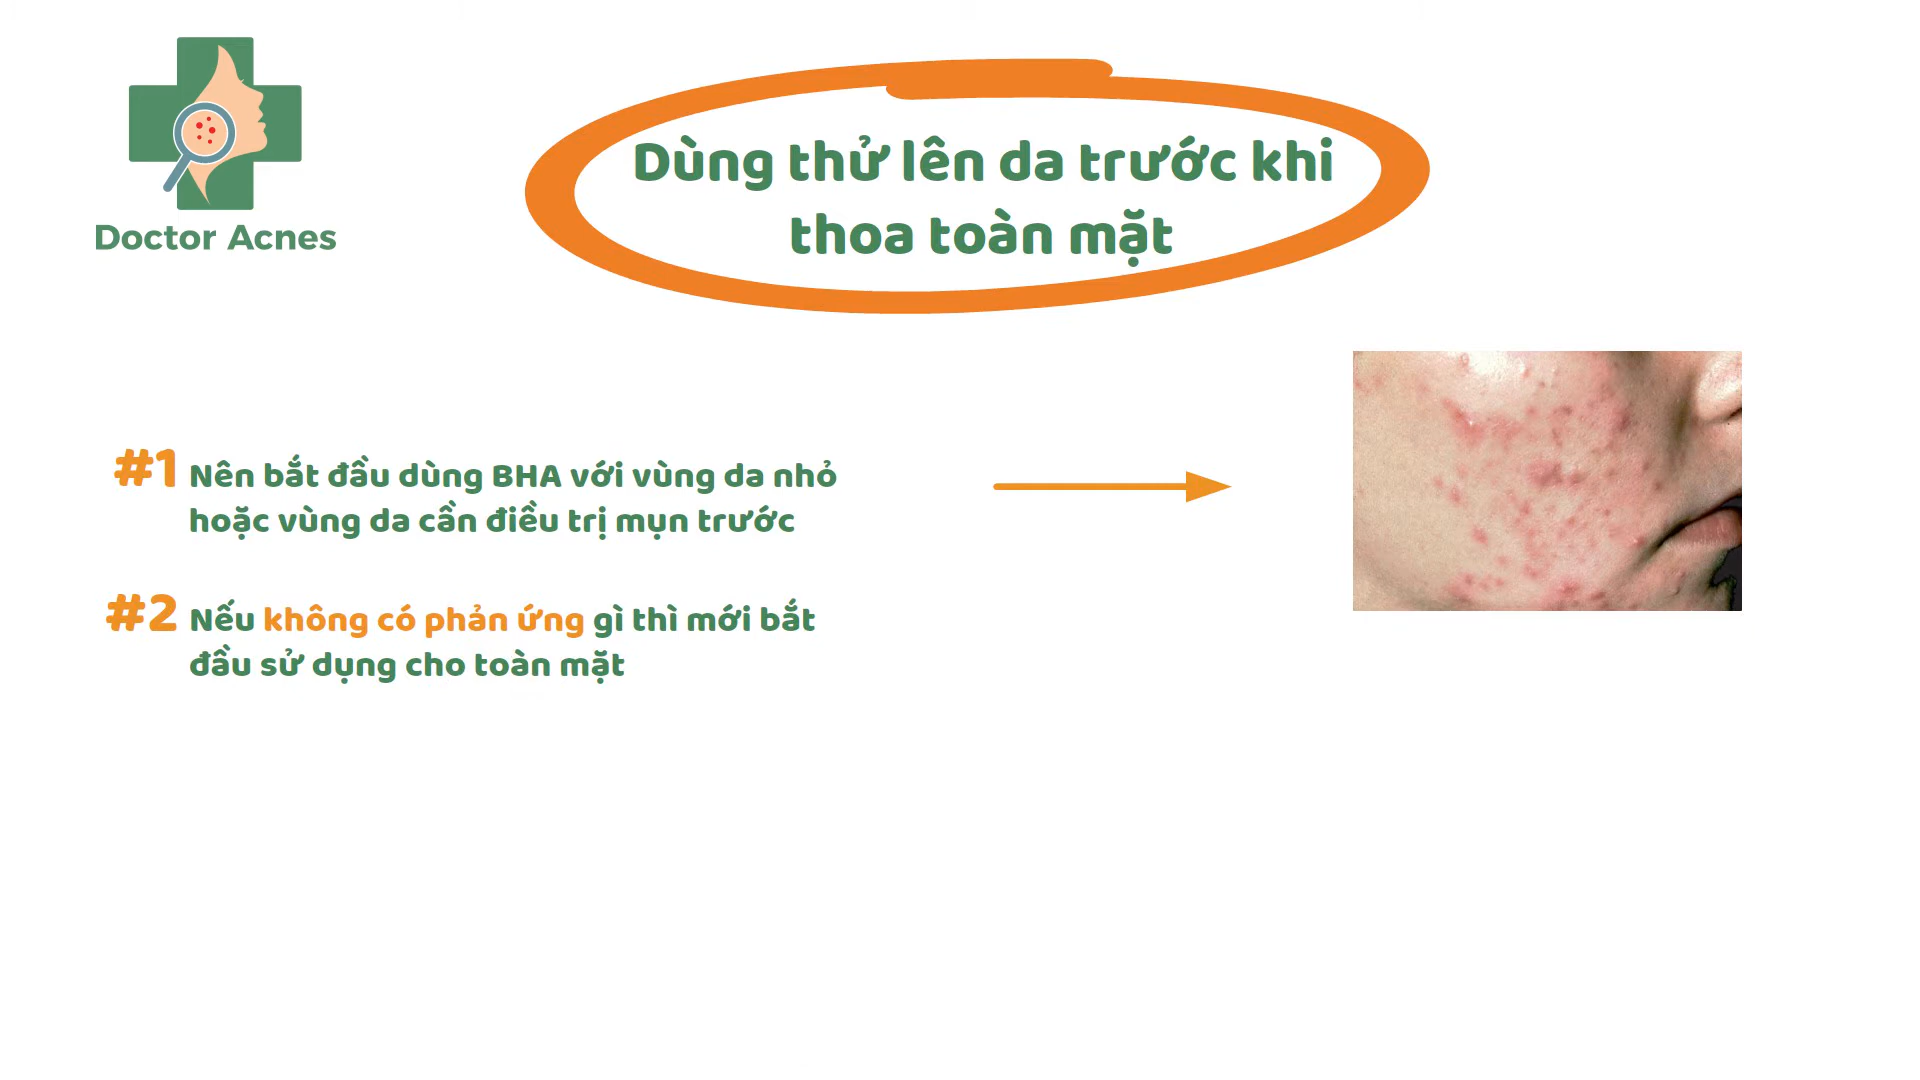 Doctor Acnes
Dùng thử lên da trước khi
thoa toàn mặt
#1 Nên bắt đầu dùng BHA với vùng da nhỏ
hoặc vùng da cần điều trị mụn trước
#2 Nếu không có phản ứng gì thì mới bắt
đầu sử dụng cho toàn mặt